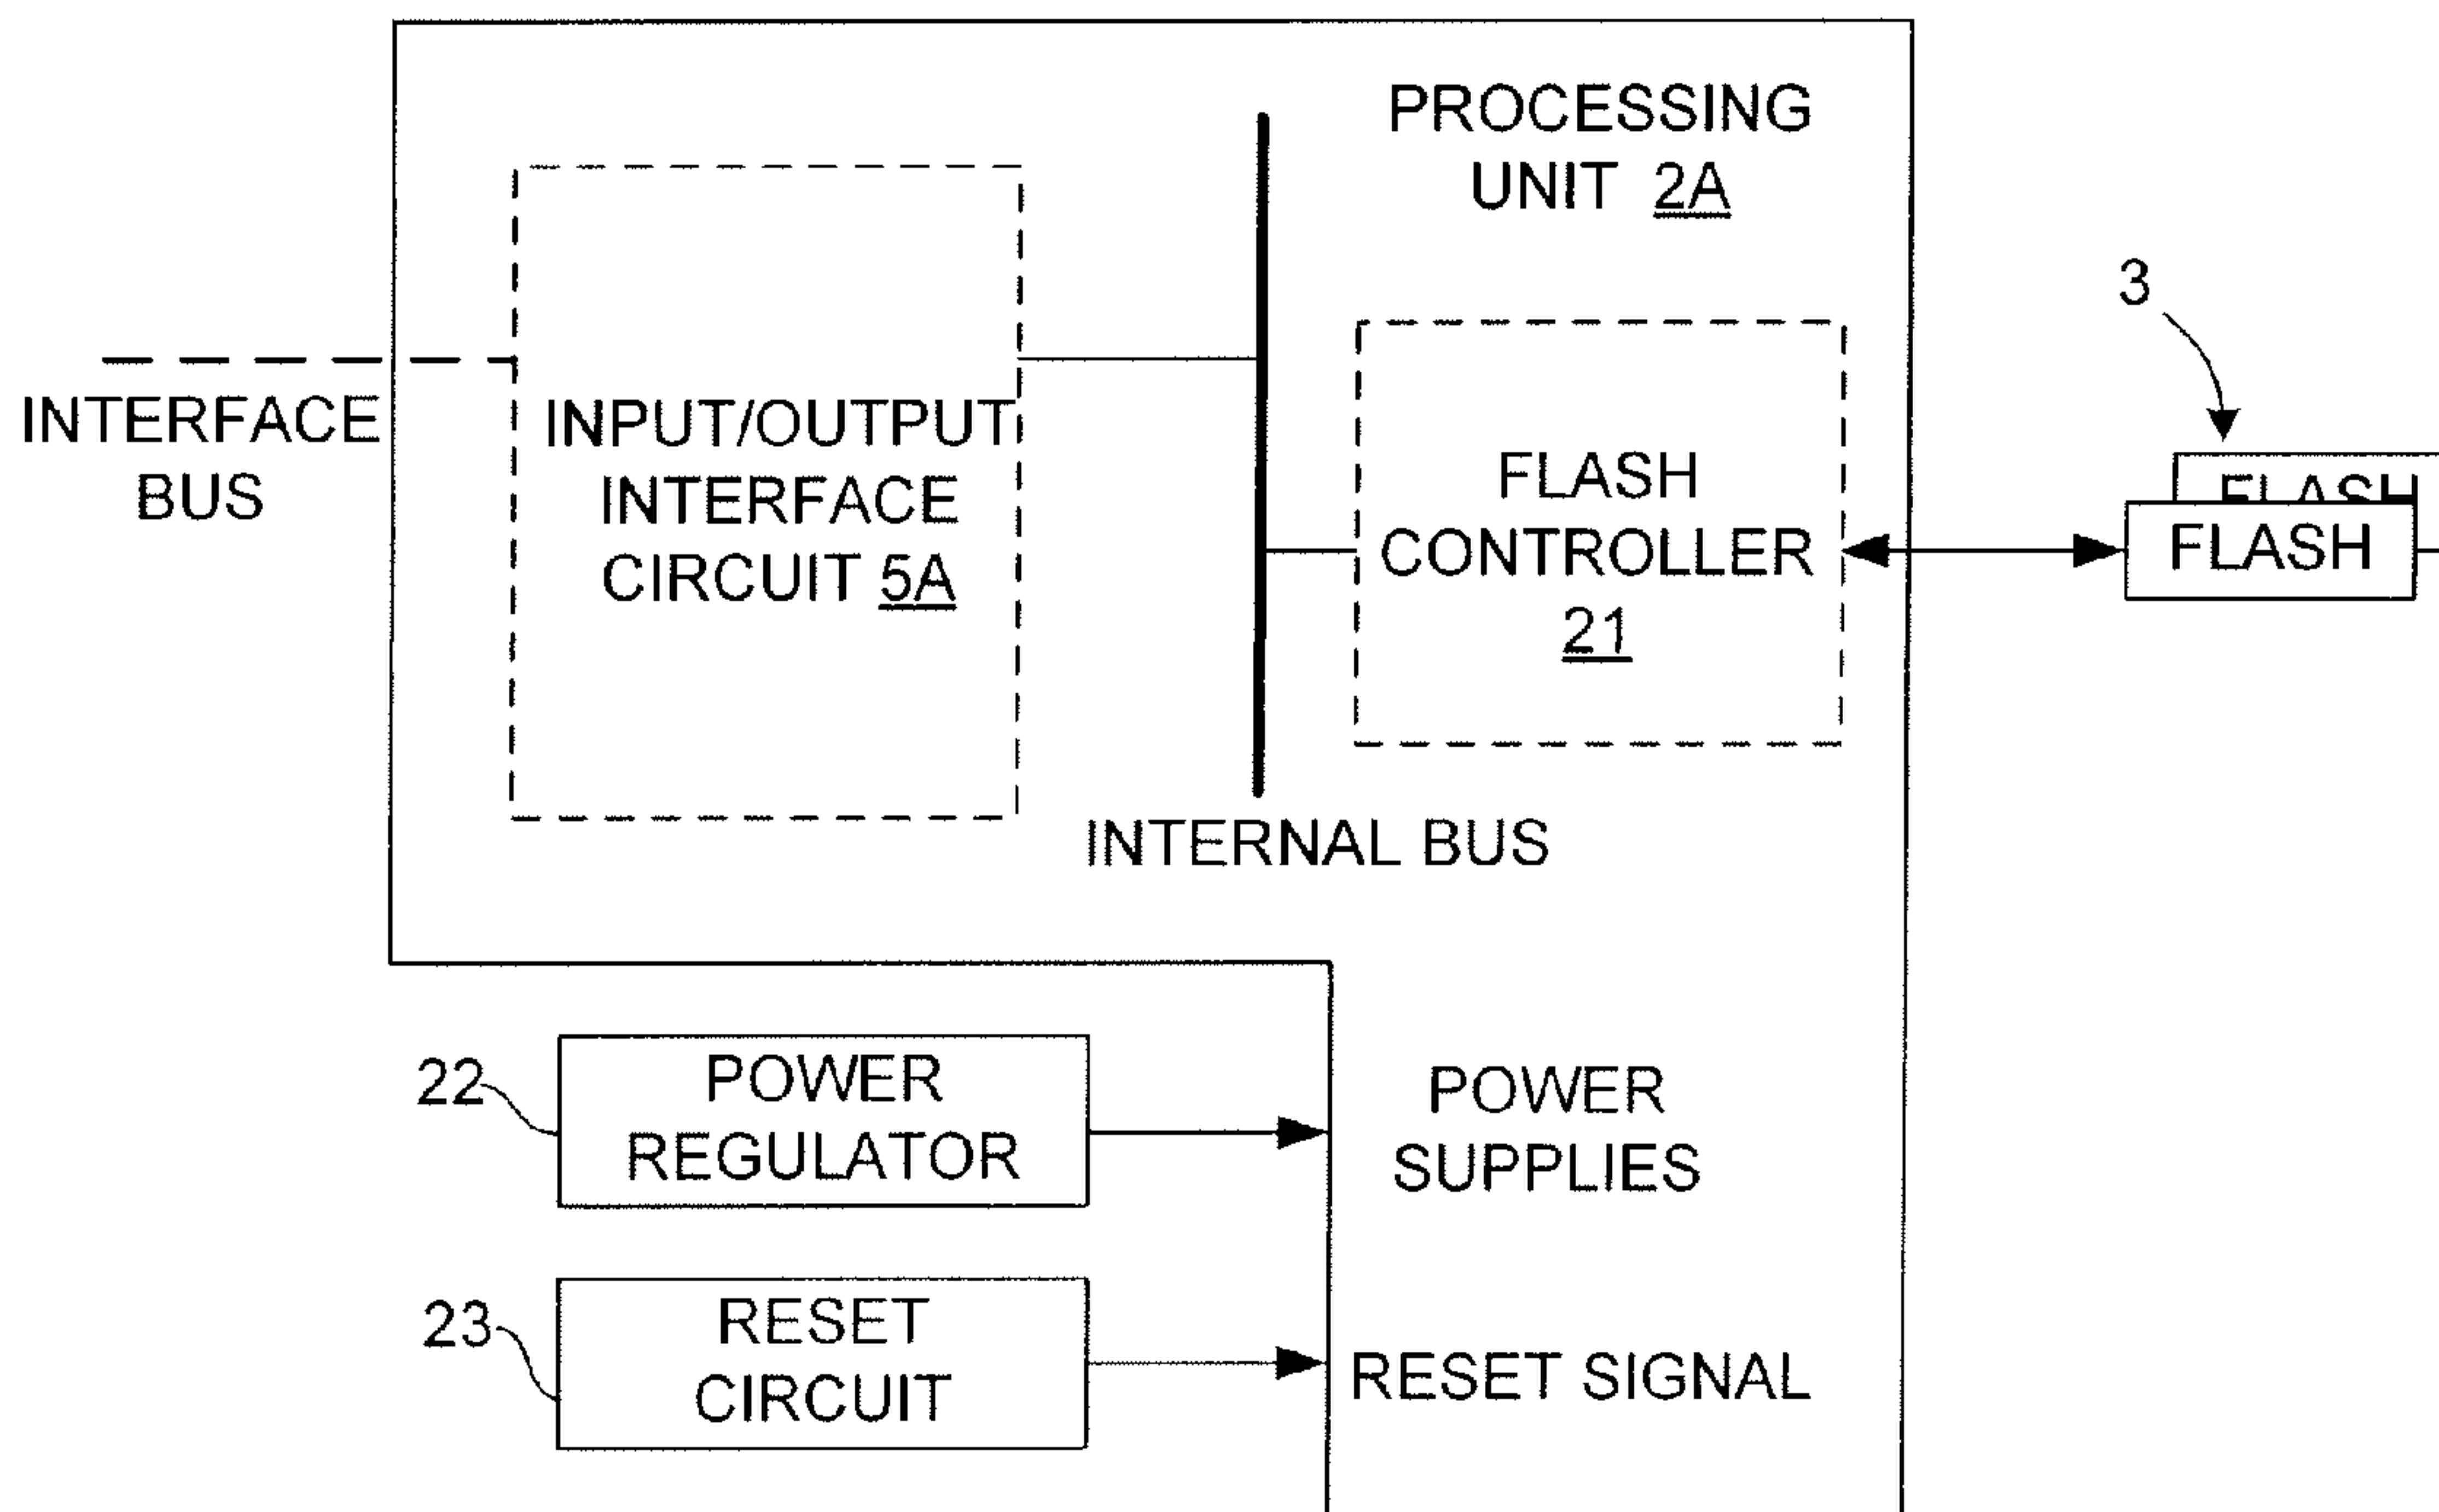 PROCESSING
UNIT 2A
3
INTERFACE
BUS
INPUT/OUTPUT
INTERFACE
CIRCUIT 5A
FLASH
CONTROLLER
21
FLASH
FLASH
INTERNAL BUS
22
POWER
REGULATOR
POWER
SUPPLIES
23
RESET
CIRCUIT
RESET SIGNAL